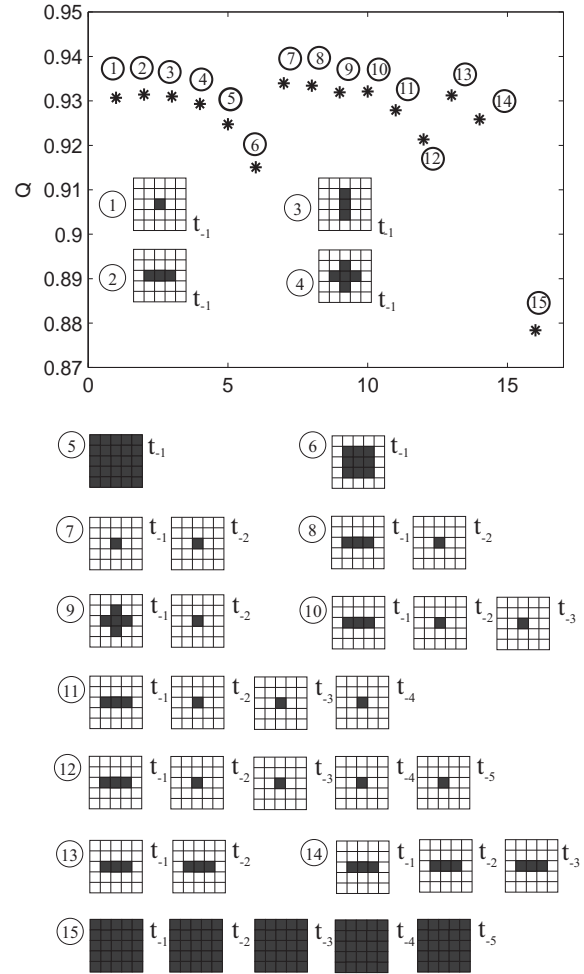 0.95
0.94
0.93
0.92
0.91
0.9
0.89
0.88
0.87
Q
1 2 3 4 5 6 7 8 9 10 11 12 13 14 15
1 t-1
3 t-1
2 t-1
4 t-1
0 5 10 15
5 t-1
6 t-1
7 t-1 t-2
8 t-1 t-2
9 t-1 t-2
10 t-1 t-2 t-3
11 t-1 t-2 t-3 t-4
12 t-1 t-2 t-3 t-4 t-5
13 t-1 t-2
14 t-1 t-2 t-3
15 t-1 t-2 t-3 t-4 t-5